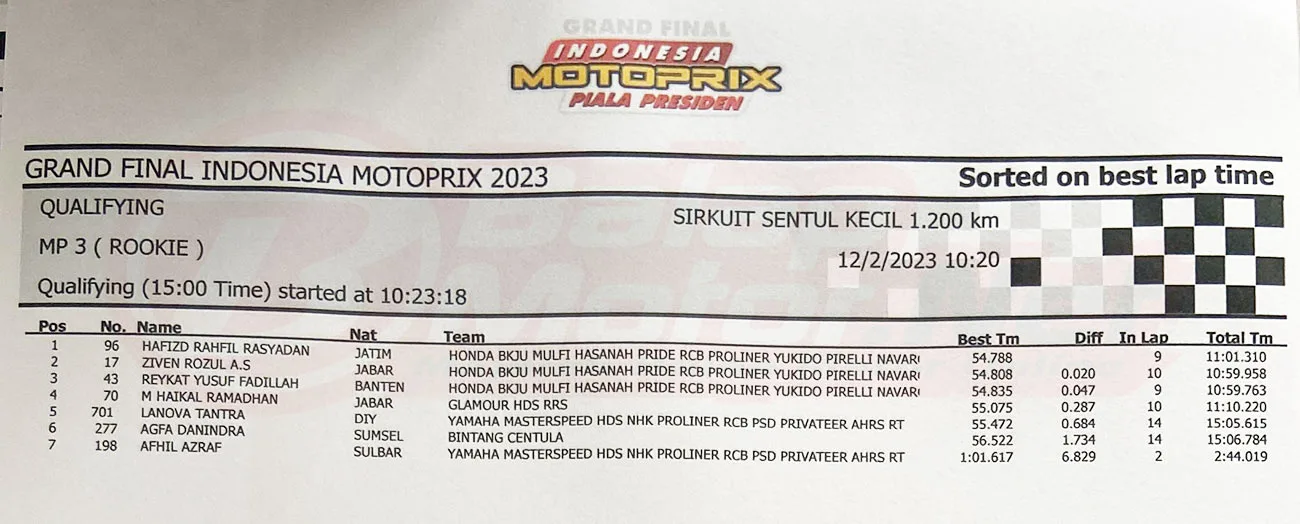 GRAND FINAL
INDONESIA
MOTOPRIX
PIALA PRESIDEN
GRAND FINAL INDONESIA MOTOPRIX 2023 Sorted on best lap time
QUALIFYING SIRKUIT SENTUL KECIL 1.200 km
MP 3 ( ROOKIE ) 12/2/2023 10:20
Qualifying (15:00 Time) started at 10:23:18
Pos No. Name Nat Team Best Tm Diff In Lap Total Tm
1 96 HAFIZD RAHFIL RASYADAN JATIM HONDA BKJU MULFI HASANAH PRIDE RCB PROLINER YUKIDO PIRELLI NAVAR 54.788 9 11:01.310
2 17 ZIVEN ROZUL A.S JABAR HONDA BKJU MULFI HASANAH PRIDE RCB PROLINER YUKIDO PIRELLI NAVAR 54.808 0.020 10 10:59.958
3 43 REYKAT YUSUF FADILLAH BANTEN HONDA BKJU MULFI HASANAH PRIDE RCB PROLINER YUKIDO PIRELLI NAVAR 54.835 0.047 9 10:59.763
4 70 M HAIKAL RAMADHAN JABAR GLAMOUR HDS RRS 55.075 0.287 10 11:10.220
5 701 LANOVA TANTRA DIY YAMAHA MASTERSPEED HDS NHK PROLINER RCB PSD PRIVATEER AHRS RT 55.472 0.684 14 15:05.615
6 277 AGFA DANINDRA SUMSEL BINTANG CENTULA 56.522 1.734 14 15:06.784
7 198 AFHIL AZRAF SULBAR YAMAHA MASTERSPEED HDS NHK PROLINER RCB PSD PRIVATEER AHRS RT 1:01.617 6.829 2 2:44.019